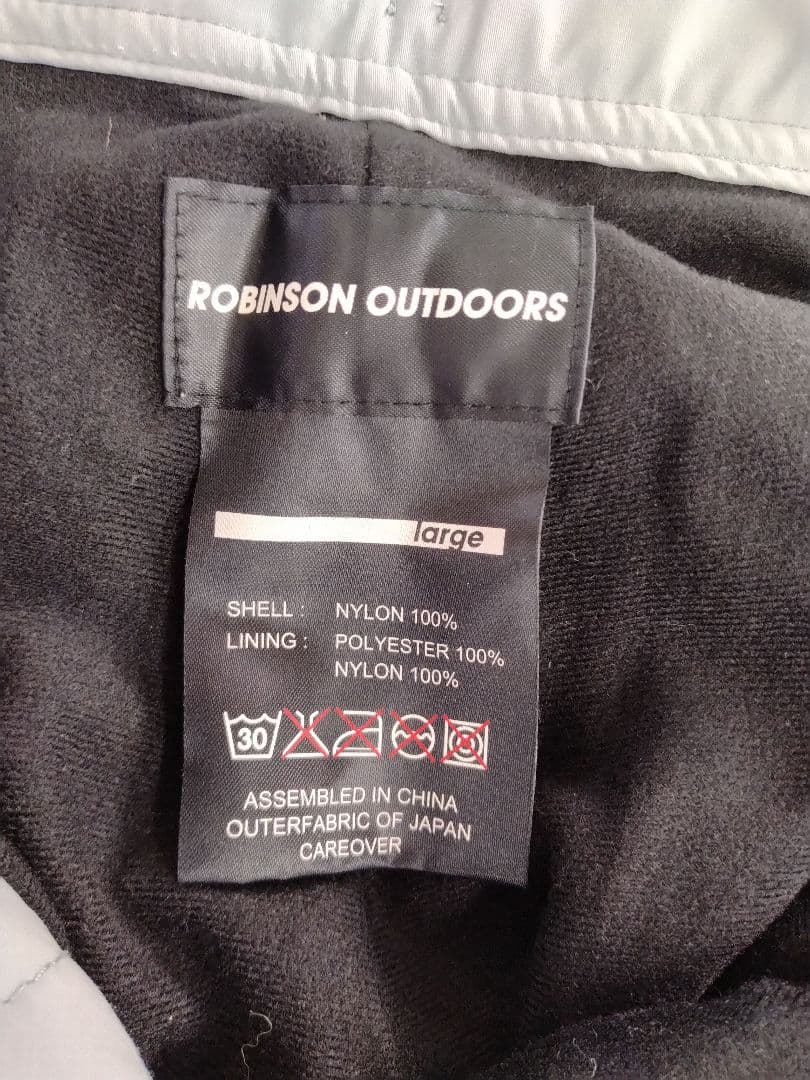 ROBINSON OUTDOORS
large
SHELL : NYLON 100%
LINING : POLYESTER 100%
NYLON 100%
30
ASSEMBLED IN CHINA
OUTERFABRIC OF JAPAN
CAREOVER